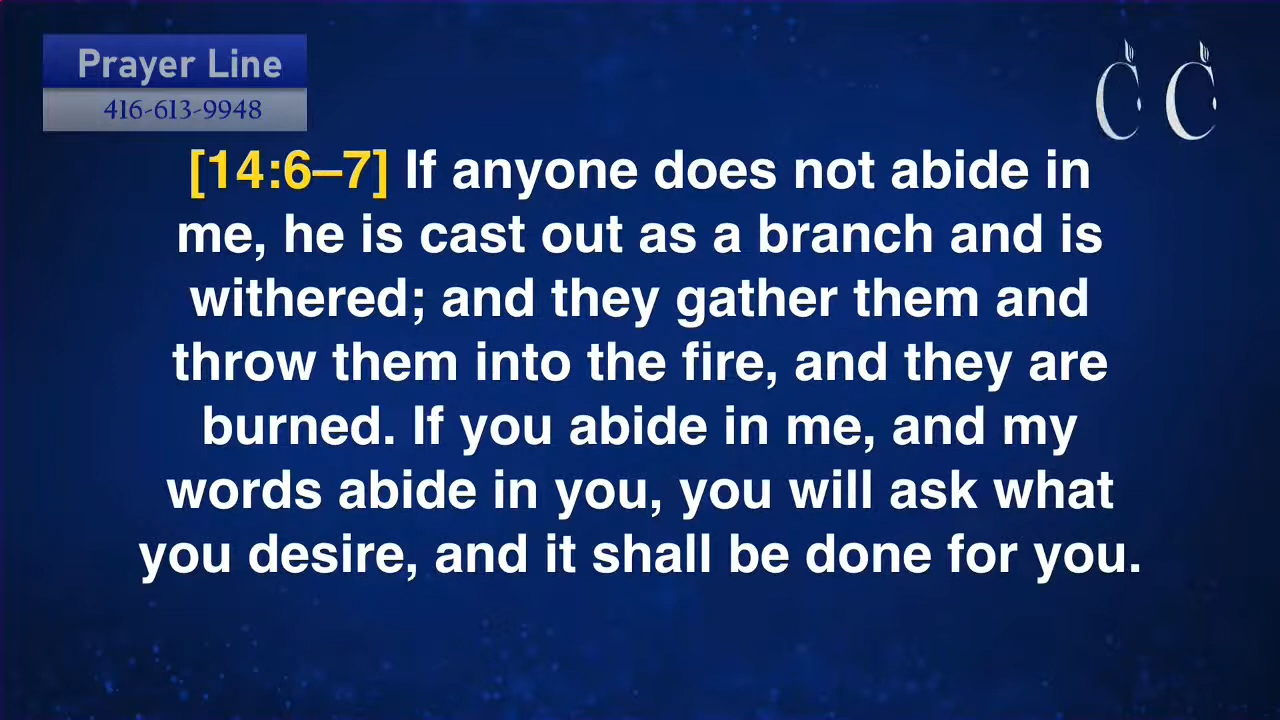 Prayer Line
416-613-9948
C C
[14:6–7] If anyone does not abide in
me, he is cast out as a branch and is
withered; and they gather them and
throw them into the fire, and they are
burned. If you abide in me, and my
words abide in you, you will ask what
you desire, and it shall be done for you.